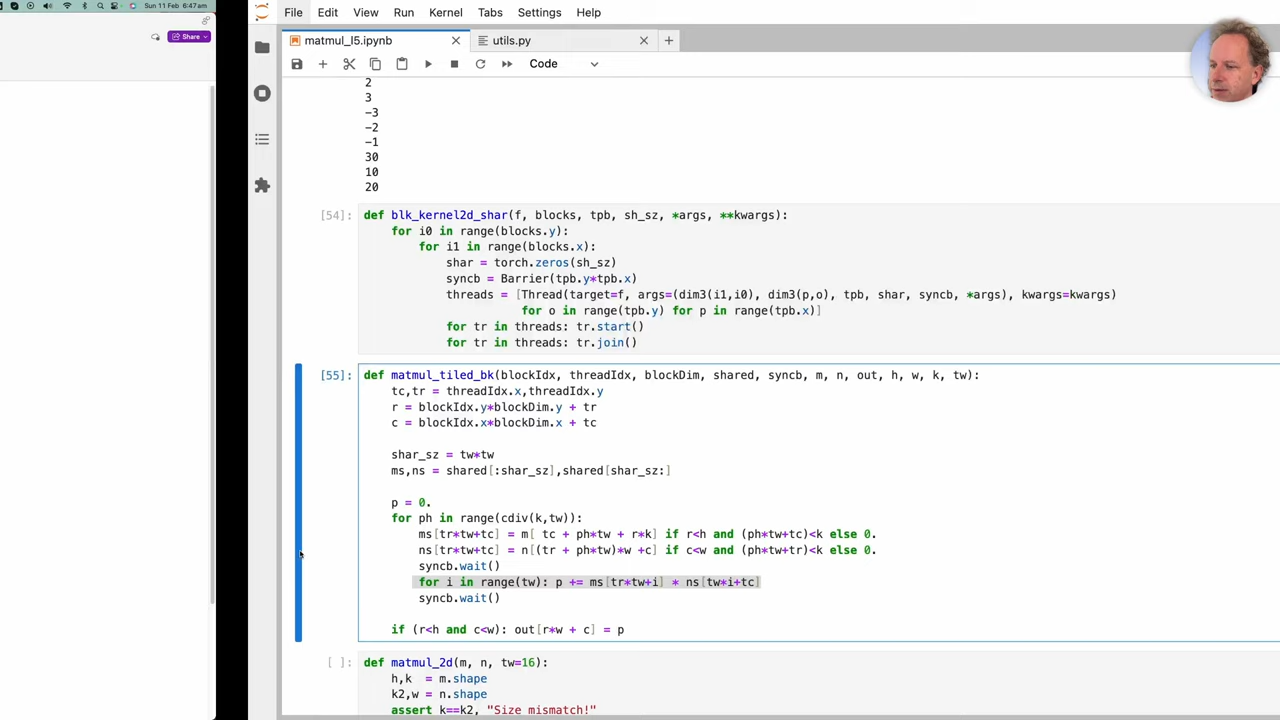 Sun 11 Feb 6:47am
Share
File Edit View Run Kernel Tabs Settings Help
matmul_l5.ipynb
utils.py
Code
2
3
-3
-2
-1
30
10
20
[54]:
def blk_kernel2d_shar(f, blocks, tpb, sh_sz, *args, **kwargs):
for i0 in range(blocks.y):
for i1 in range(blocks.x):
shar = torch.zeros(sh_sz)
syncb = Barrier(tpb.y*tpb.x)
threads = [Thread(target=f, args=(dim3(i1,i0), dim3(p,o), tpb, shar, syncb, *args), kwargs=kwargs)
for o in range(tpb.y) for p in range(tpb.x)]
for tr in threads: tr.start()
for tr in threads: tr.join()
[55]:
def matmul_tiled_bk(blockIdx, threadIdx, blockDim, shared, syncb, m, n, out, h, w, k, tw):
tc,tr = threadIdx.x,threadIdx.y
r = blockIdx.y*blockDim.y + tr
c = blockIdx.x*blockDim.x + tc
shar_sz = tw*tw
ms,ns = shared[:shar_sz],shared[shar_sz:]
p = 0.
for ph in range(cdiv(k,tw)):
ms[tr*tw+tc] = m[ tc + ph*tw + r*k] if r<h and (ph*tw+tc)<k else 0.
ns[tr*tw+tc] = n[(tr + ph*tw)*w +c] if c<w and (ph*tw+tr)<k else 0.
syncb.wait()
for i in range(tw): p += ms[tr*tw+i] * ns[tw*i+tc]
syncb.wait()
if (r<h and c<w): out[r*w + c] = p
[ ]:
def matmul_2d(m, n, tw=16):
h,k = m.shape
k2,w = n.shape
assert k==k2, "Size mismatch!"